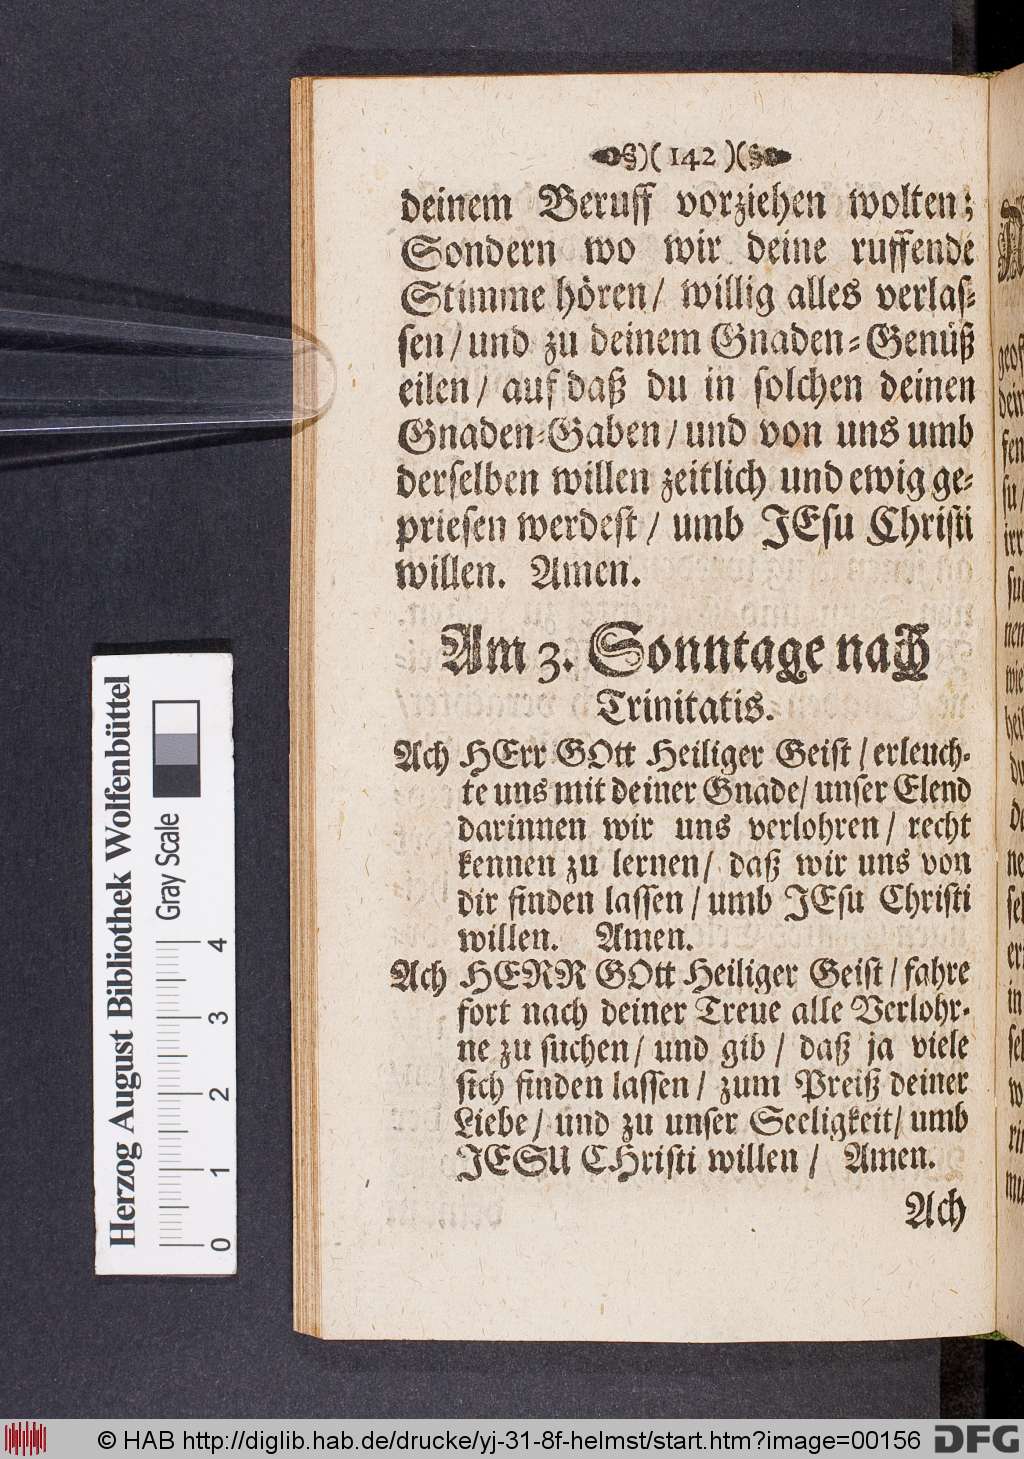 )( 142 )(
deinem Beruff vorziehen wolten;
Sondern wo wir deine ruffende
Stimme hören/ willig alles verlas-
sen/ und zu deinem Gnaden-Genüß
eilen/ auf daß du in solchen deinen
Gnaden-Gaben/ und von uns umb
derselben willen zeitlich und ewig ge-
priesen werdest/ umb JEsu Christi
willen. Amen.
Am 3. Sonntage nach
Trinitatis.
Ach HErr GOtt Heiliger Geist/ erleuch-
te uns mit deiner Gnade/ unser Elend
darinnen wir uns verlohren/ recht
kennen zu lernen/ daß wir uns von
dir finden lassen/ umb JEsu Christi
willen. Amen.
Ach HERR GOtt Heiliger Geist/ fahre
fort nach deiner Treue alle Verlohr-
ne zu suchen/ und gib/ daß ja viele
sich finden lassen/ zum Preiß deiner
Liebe/ und zu unser Seeligkeit/ umb
JESU CHristi willen/ Amen.
Ach
Herzog August Bibliothek Wolfenbüttel
Gray Scale
0 1 2 3 4
© HAB http://diglib.hab.de/drucke/yj-31-8f-helmst/start.htm?image=00156
DFG